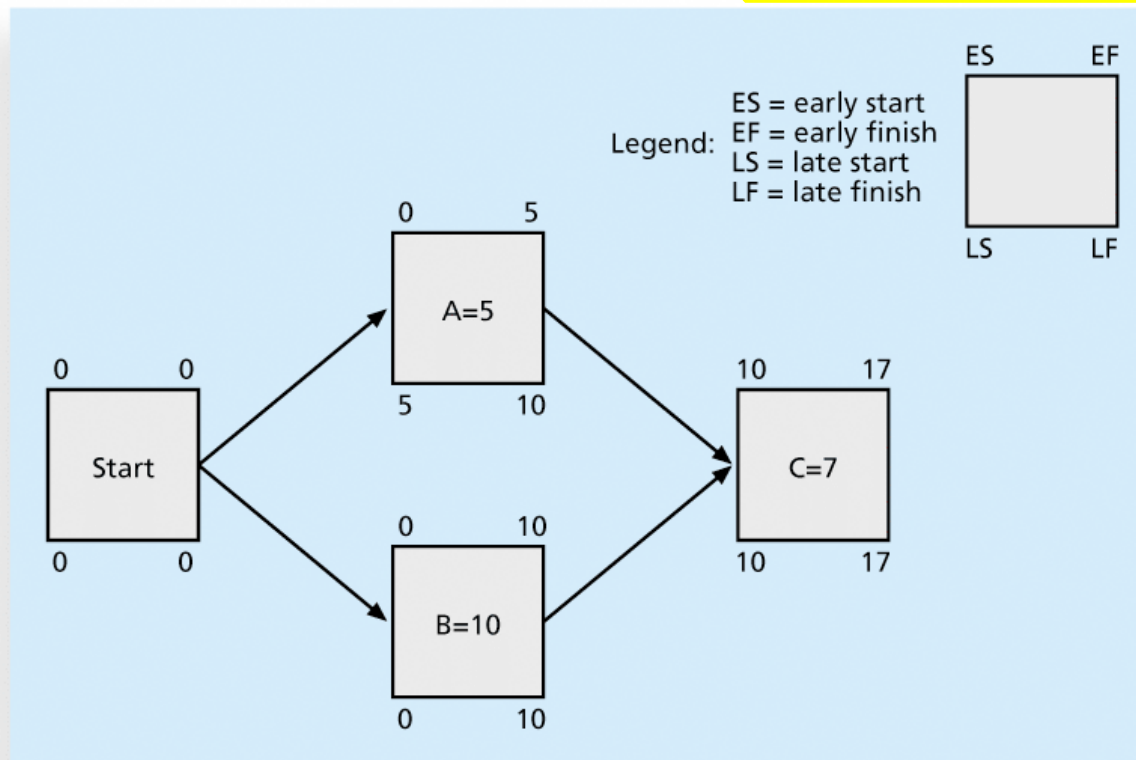 ES EF
Legend:
ES = early start
EF = early finish
LS = late start
LF = late finish
LS LF
0 5
A=5
5 10
0 0
Start
0 0
10 17
C=7
10 17
0 10
B=10
0 10